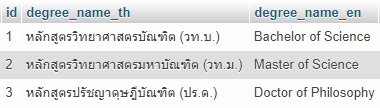 id degree_name_th degree_name_en
1 หลักสูตรวิทยาศาสตรบัณฑิต (วท.บ.) Bachelor of Science
2 หลักสูตรวิทยาศาสตรมหาบัณฑิต (วท.ม.) Master of Science
3 หลักสูตรปรัชญาดุษฎีบัณฑิต (ปร.ด.) Doctor of Philosophy